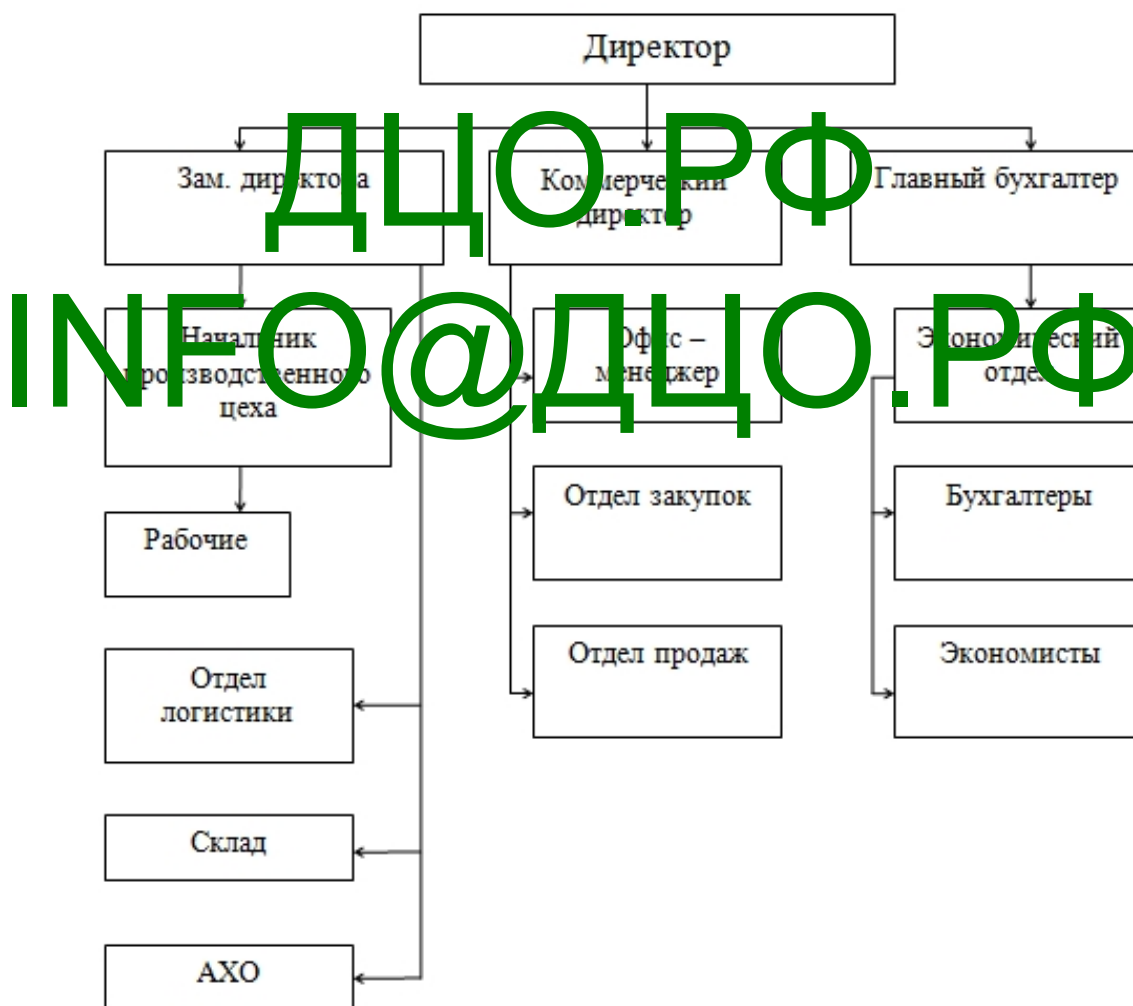 Директор
ДЦО.РФ
Зам. директора
Коммерческий
директор
Главный бухгалтер
INFO@ДЦО.РФ
Начальник
производственного
цеха
Офис –
менеджер
Экономический
отдел
Рабочие
Отдел закупок
Бухгалтеры
Отдел
логистики
Отдел продаж
Экономисты
Склад
АХО